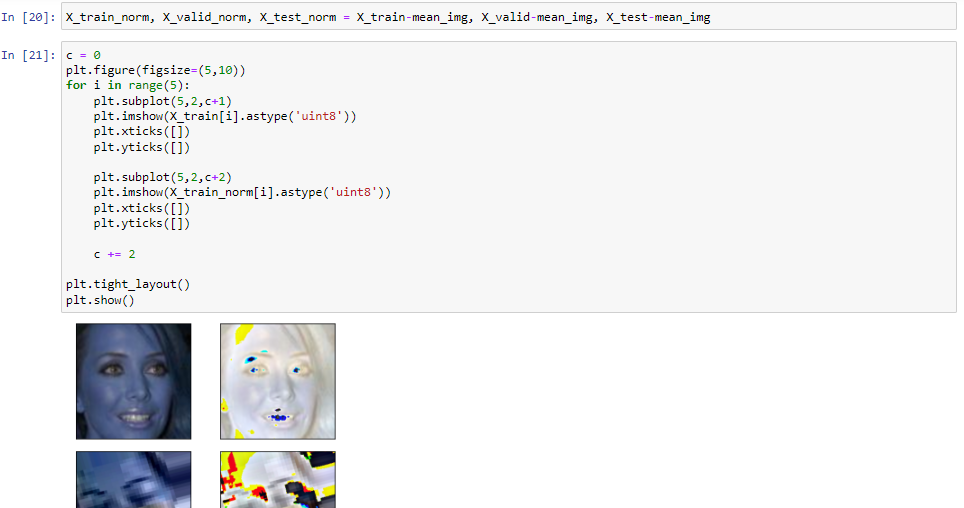 In [20]: X_train_norm, X_valid_norm, X_test_norm = X_train-mean_img, X_valid-mean_img, X_test-mean_img
In [21]: c = 0
plt.figure(figsize=(5,10))
for i in range(5):
    plt.subplot(5,2,c+1)
    plt.imshow(X_train[i].astype('uint8'))
    plt.xticks([])
    plt.yticks([])
    plt.subplot(5,2,c+2)
    plt.imshow(X_train_norm[i].astype('uint8'))
    plt.xticks([])
    plt.yticks([])
    c += 2
plt.tight_layout()
plt.show()